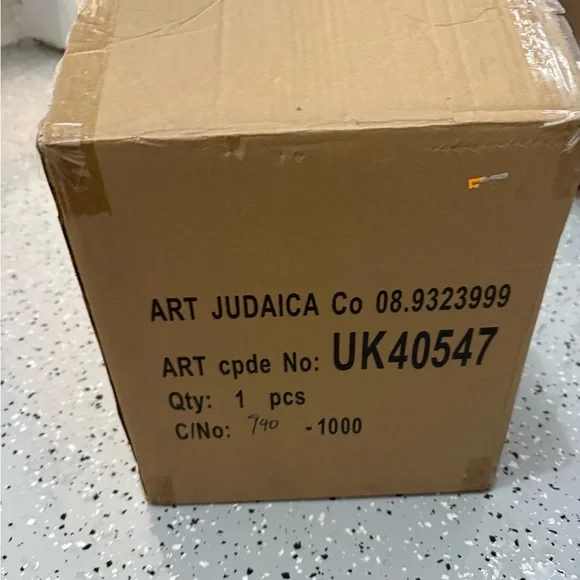 ART JUDAICA Co 08.9323999
ART cpde No: UK40547
Qty: 1 pcs
C/No: 940 -1000